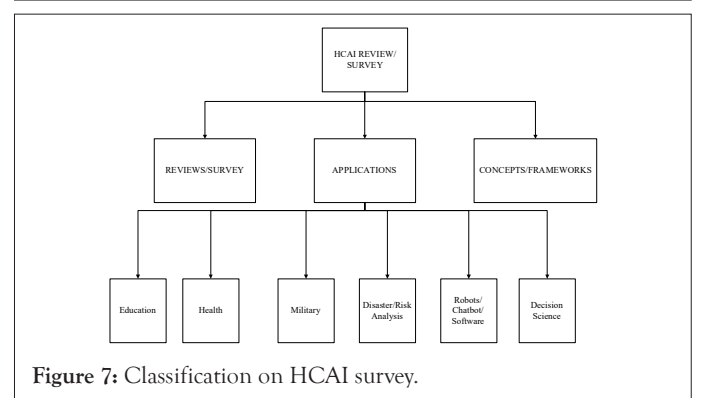 HCAI REVIEW/
SURVEY
REVIEWS/SURVEY
APPLICATIONS
CONCEPTS/FRAMEWORKS
Education
Health
Military
Disaster/Risk
Analysis
Robots/
Chatbot/
Software
Decision
Science
Figure 7: Classification on HCAI survey.